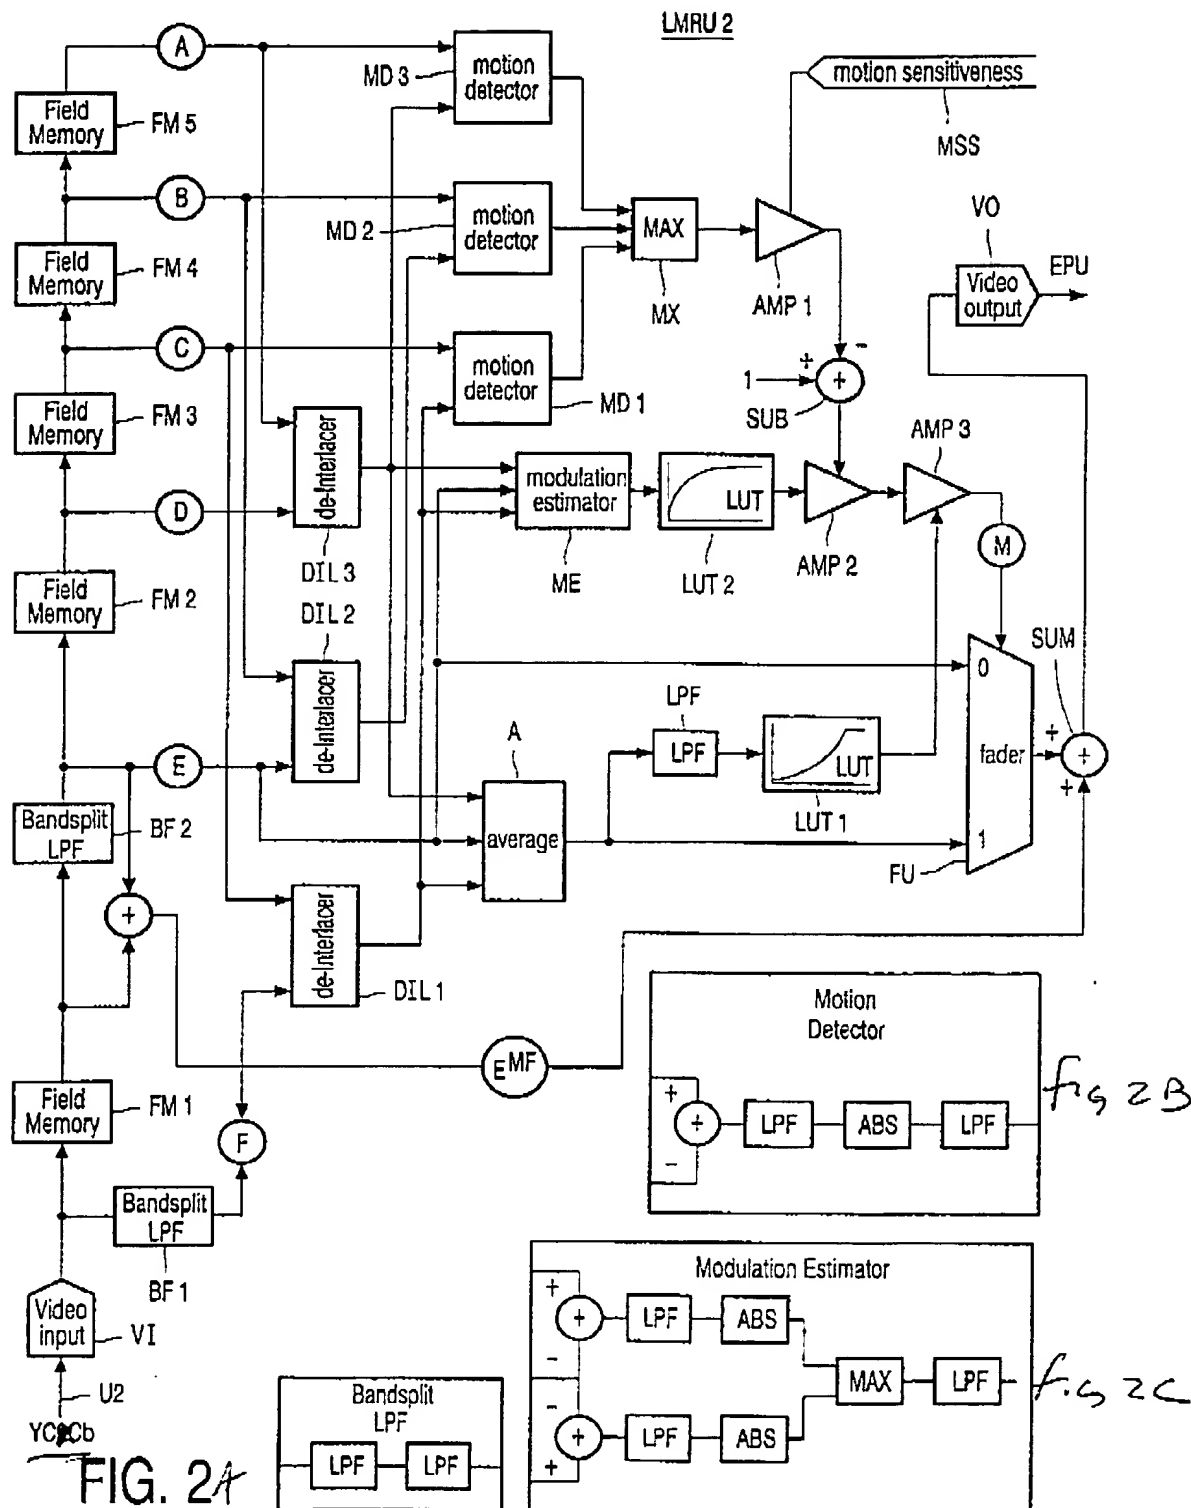 LMRU 2
A
motion
detector
MD 3
motion sensitiveness
MSS
Field
Memory
FM 5
B
motion
detector
MD 2
MAX
MX
AMP 1
VO
Video
output
EPU
Field
Memory
FM 4
C
motion
detector
MD 1
+
−
1
+
SUB
Field
Memory
FM 3
de-Interlacer
DIL 3
modulation
estimator
ME
LUT
LUT 2
AMP 2
AMP 3
M
D
Field
Memory
FM 2
DIL 2
de-Interlacer
0
SUM
LPF
LPF
LUT
LUT 1
fader
+
+
+
E
A
average
1
FU
Bandsplit
LPF
BF 2
+
de-Interlacer
DIL 1
E MF
Field
Memory
FM 1
F
Bandsplit
LPF
BF 1
Video
input
VI
U2
Motion
Detector
+
+
−
LPF
ABS
LPF
fig 2B
Modulation Estimator
+
+
−
LPF
ABS
MAX
LPF
−
+
+
LPF
ABS
fig 2C
Bandsplit
LPF
LPF
LPF
FIG. 2A